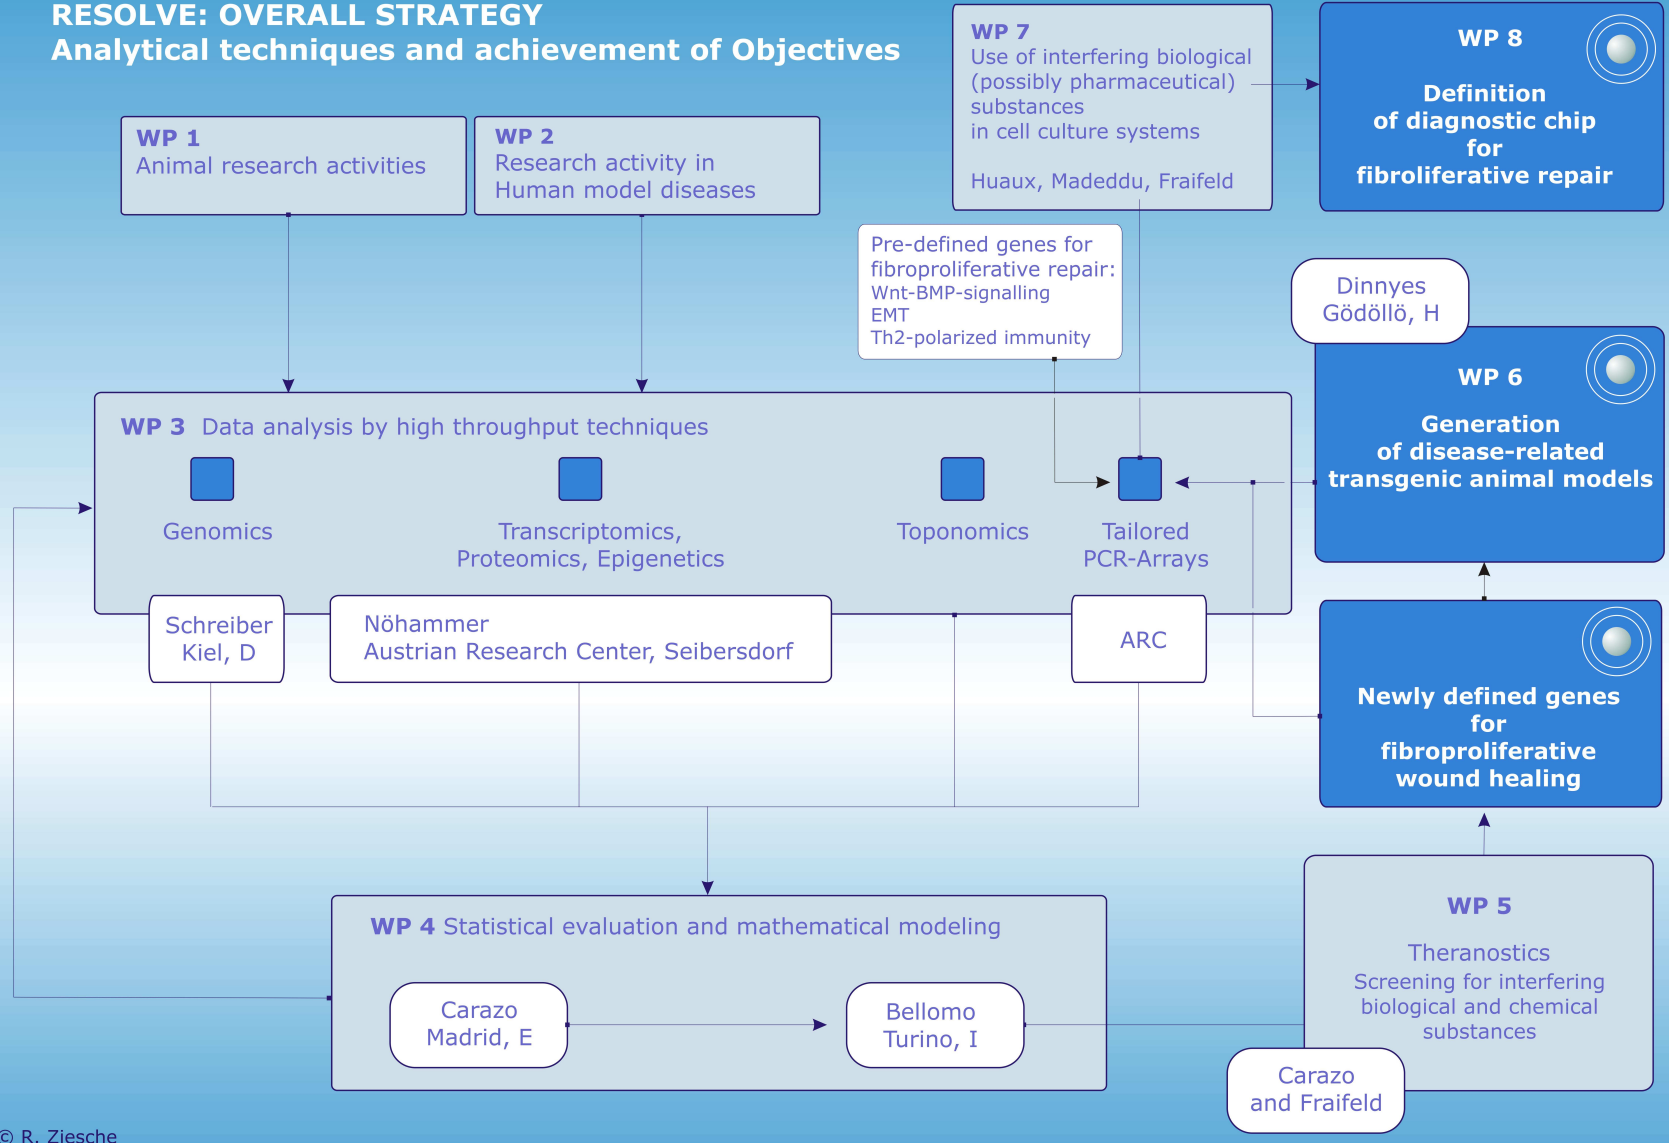 RESOLVE: OVERALL STRATEGY
Analytical techniques and achievement of Objectives
WP 1
Animal research activities
WP 2
Research activity in
Human model diseases
WP 7
Use of interfering biological
(possibly pharmaceutical)
substances
in cell culture systems
Huaux, Madeddu, Fraifeld
WP 8
Definition
of diagnostic chip
for
fibroliferative repair
Pre-defined genes for
fibroproliferative repair:
Wnt-BMP-signalling
EMT
Th2-polarized immunity
Dinnyes
Gödöllö, H
WP 6
Generation
of disease-related
transgenic animal models
WP 3 Data analysis by high throughput techniques
Genomics
Transcriptomics,
Proteomics, Epigenetics
Toponomics
Tailored
PCR-Arrays
Schreiber
Kiel, D
Nöhammer
Austrian Research Center, Seibersdorf
ARC
Newly defined genes
for
fibroproliferative
wound healing
WP 4 Statistical evaluation and mathematical modeling
Carazo
Madrid, E
Bellomo
Turino, I
WP 5
Theranostics
Screening for interfering
biological and chemical
substances
Carazo
and Fraifeld
© R. Ziesche